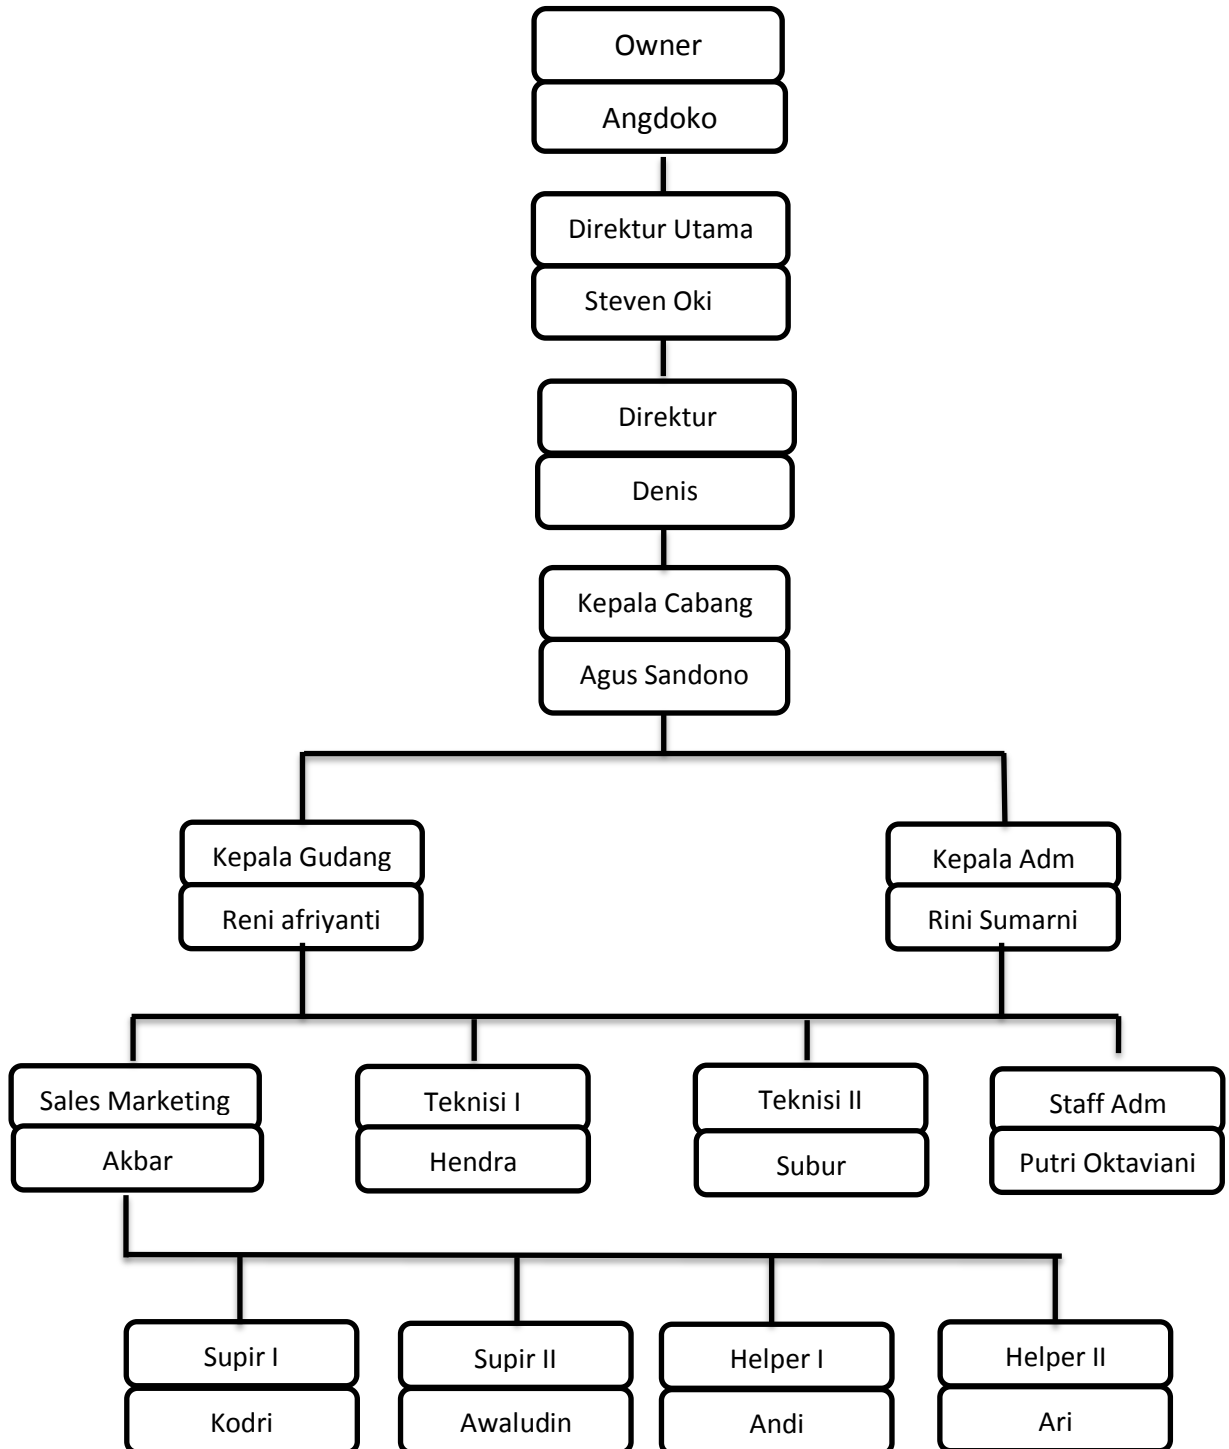 Owner
Angdoko
Direktur Utama
Steven Oki
Direktur
Denis
Kepala Cabang
Agus Sandono
Kepala Gudang
Reni afriyanti
Kepala Adm
Rini Sumarni
Sales Marketing
Akbar
Teknisi I
Hendra
Teknisi II
Subur
Staff Adm
Putri Oktaviani
Supir I
Kodri
Supir II
Awaludin
Helper I
Andi
Helper II
Ari